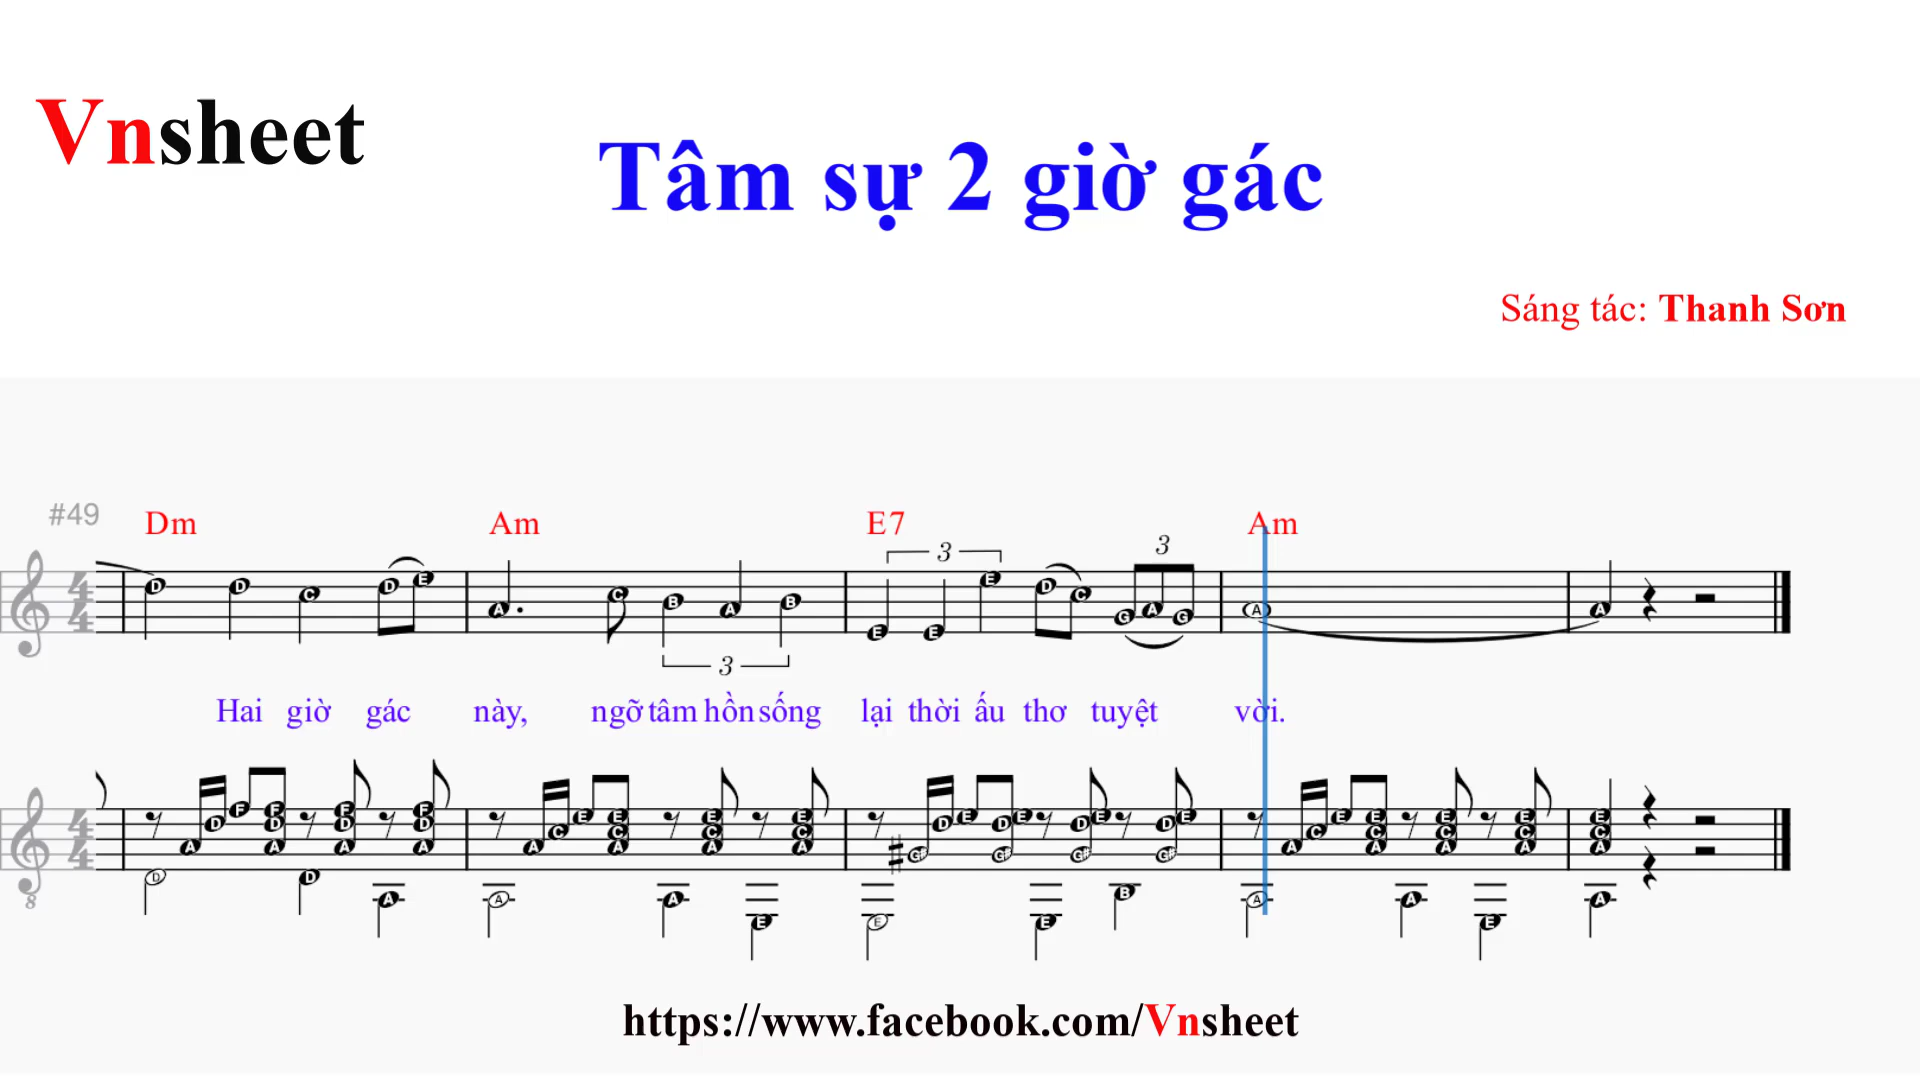 Vnsheet
Tâm sự 2 giờ gác
Sáng tác: Thanh Sơn
#49 Dm Am E7 Am
3 3
3
Hai giờ gác này, ngỡ tâm hồn sống lại thời ấu thơ tuyệt vời.
https://www.facebook.com/Vnsheet